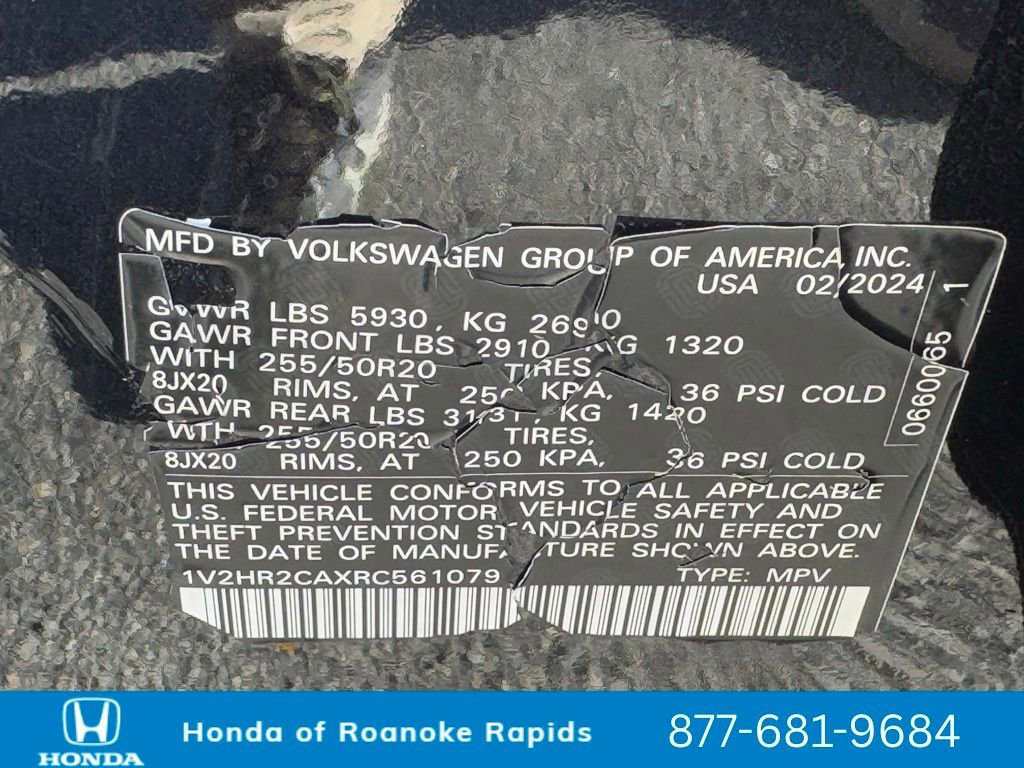 MFD BY VOLKSWAGEN GROUP OF AMERICA, INC.
USA 02/2024
GVWR LBS 5930, KG 2690
GAWR FRONT LBS 2910, KG 1320
WITH 255/50R20 TIRES,
8JX20 RIMS, AT 250 KPA, 36 PSI COLD
GAWR REAR LBS 3131, KG 1420
WITH 255/50R20 TIRES,
8JX20 RIMS, AT 250 KPA, 36 PSI COLD
THIS VEHICLE CONFORMS TO ALL APPLICABLE
U.S. FEDERAL MOTOR VEHICLE SAFETY AND
THEFT PREVENTION STANDARDS IN EFFECT ON
THE DATE OF MANUFACTURE SHOWN ABOVE.
1V2HR2CAXRC561079 TYPE: MPV
0660065 1
HONDA
Honda of Roanoke Rapids
877-681-9684